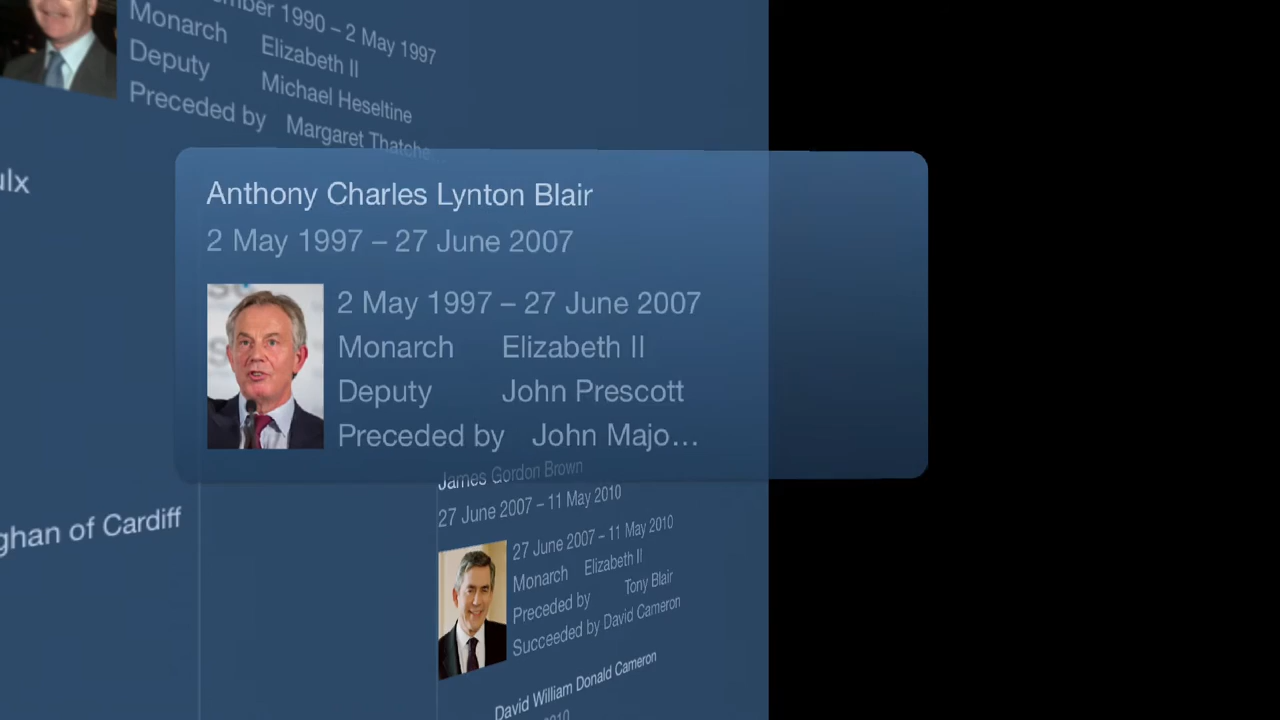 1990 – 2 May 1997
Monarch Elizabeth II
Deputy Michael Heseltine
Preceded by Margaret Thatche...
ulx
Anthony Charles Lynton Blair
2 May 1997 – 27 June 2007
2 May 1997 – 27 June 2007
Monarch Elizabeth II
Deputy John Prescott
Preceded by John Majo...
ghan of Cardiff
James Gordon Brown
27 June 2007 – 11 May 2010
27 June 2007 – 11 May 2010
Monarch Elizabeth II
Preceded by Tony Blair
Succeeded by David Cameron
David William Donald Cameron
2010